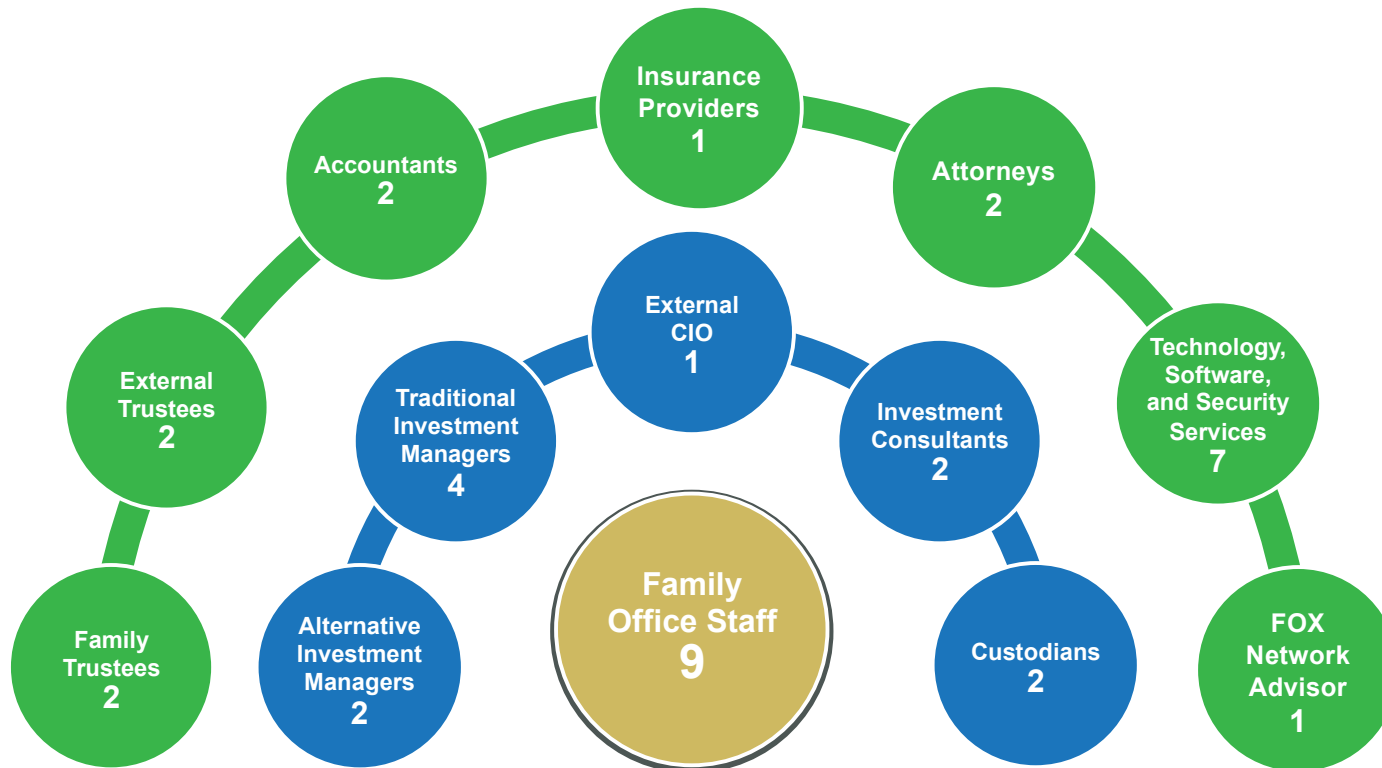 Insurance
Providers
1
Accountants
2
Attorneys
2
External
CIO
1
External
Trustees
2
Traditional
Investment
Managers
4
Investment
Consultants
2
Technology,
Software,
and Security
Services
7
Family
Trustees
2
Alternative
Investment
Managers
2
Family
Office Staff
9
Custodians
2
FOX
Network
Advisor
1